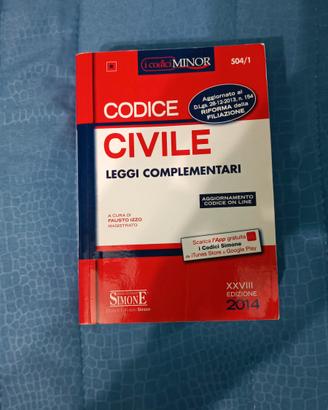 i codici MINOR
504/1
Aggiornato al
D.Lgs. 28-12-2013, n. 154
RIFORMA della
FILIAZIONE
CODICE
CIVILE
LEGGI COMPLEMENTARI
AGGIORNAMENTO
CODICE ON LINE
A CURA DI
FAUSTO IZZO
MAGISTRATO
Scarica l'App gratuita
i Codici Simone
da iTunes Store e Google Play
SIMONE
XXVIII
EDIZIONE
2014